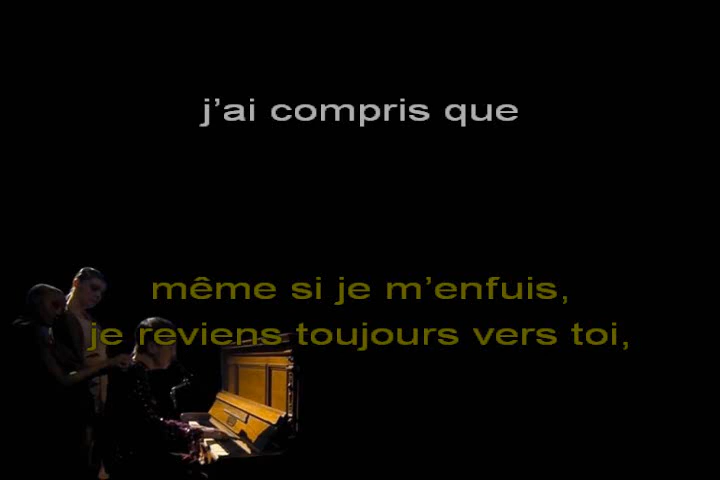 j’ai compris que
même si je m’enfuis,
je reviens toujours vers toi,